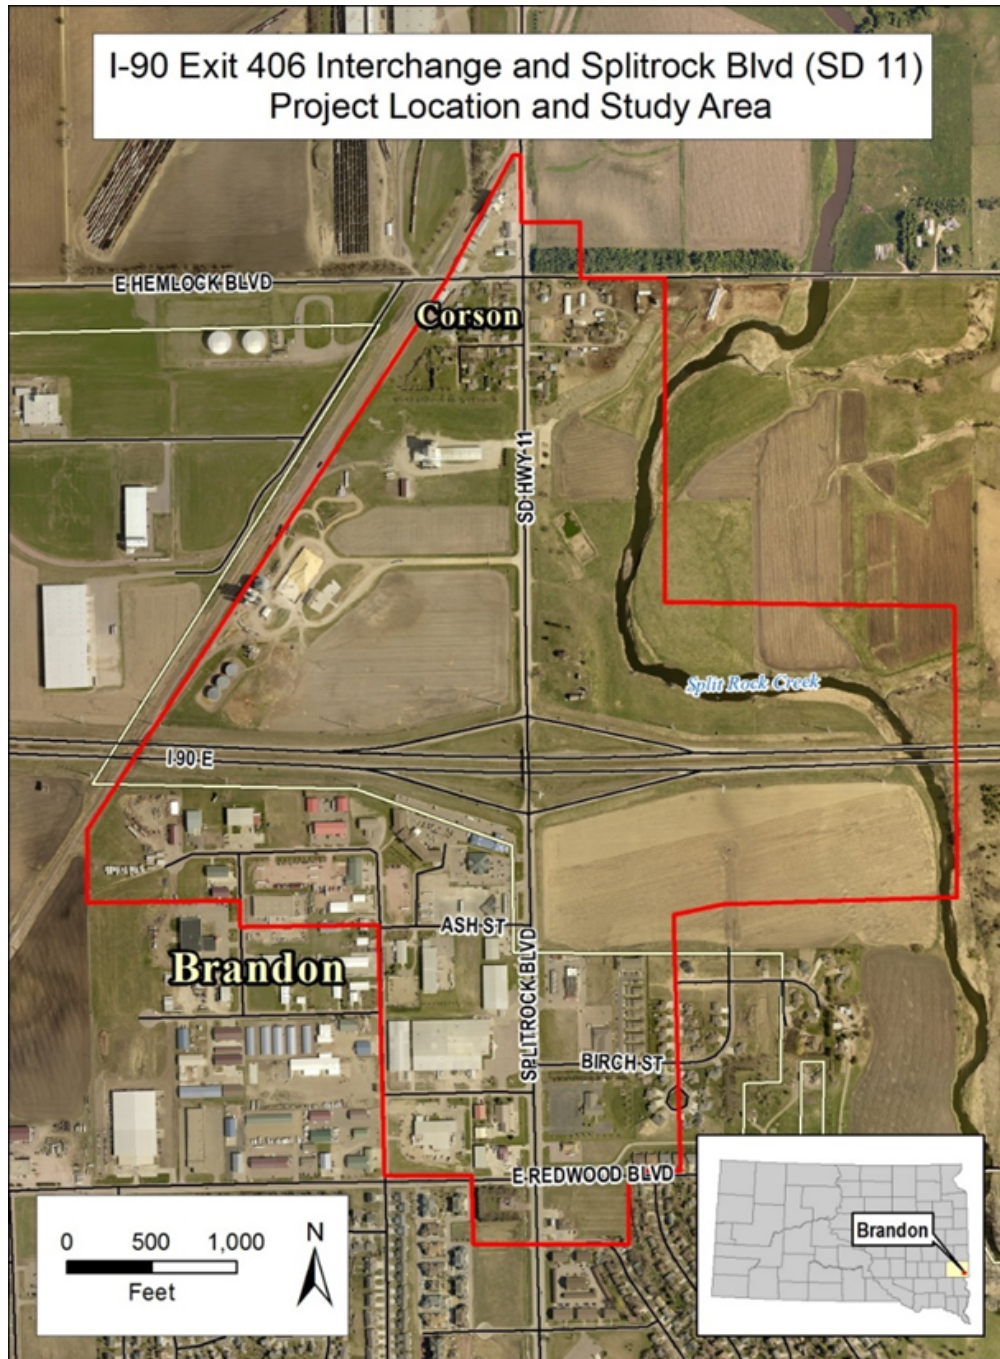 I-90 Exit 406 Interchange and Splitrock Blvd (SD 11)
Project Location and Study Area
E HEMLOCK BLVD
Corson
SD HWY 11
Split Rock Creek
I 90 E
ASH ST
Brandon
SPLITROCK BLVD
BIRCH ST
E REDWOOD BLVD
0 500 1,000
Feet
N
Brandon